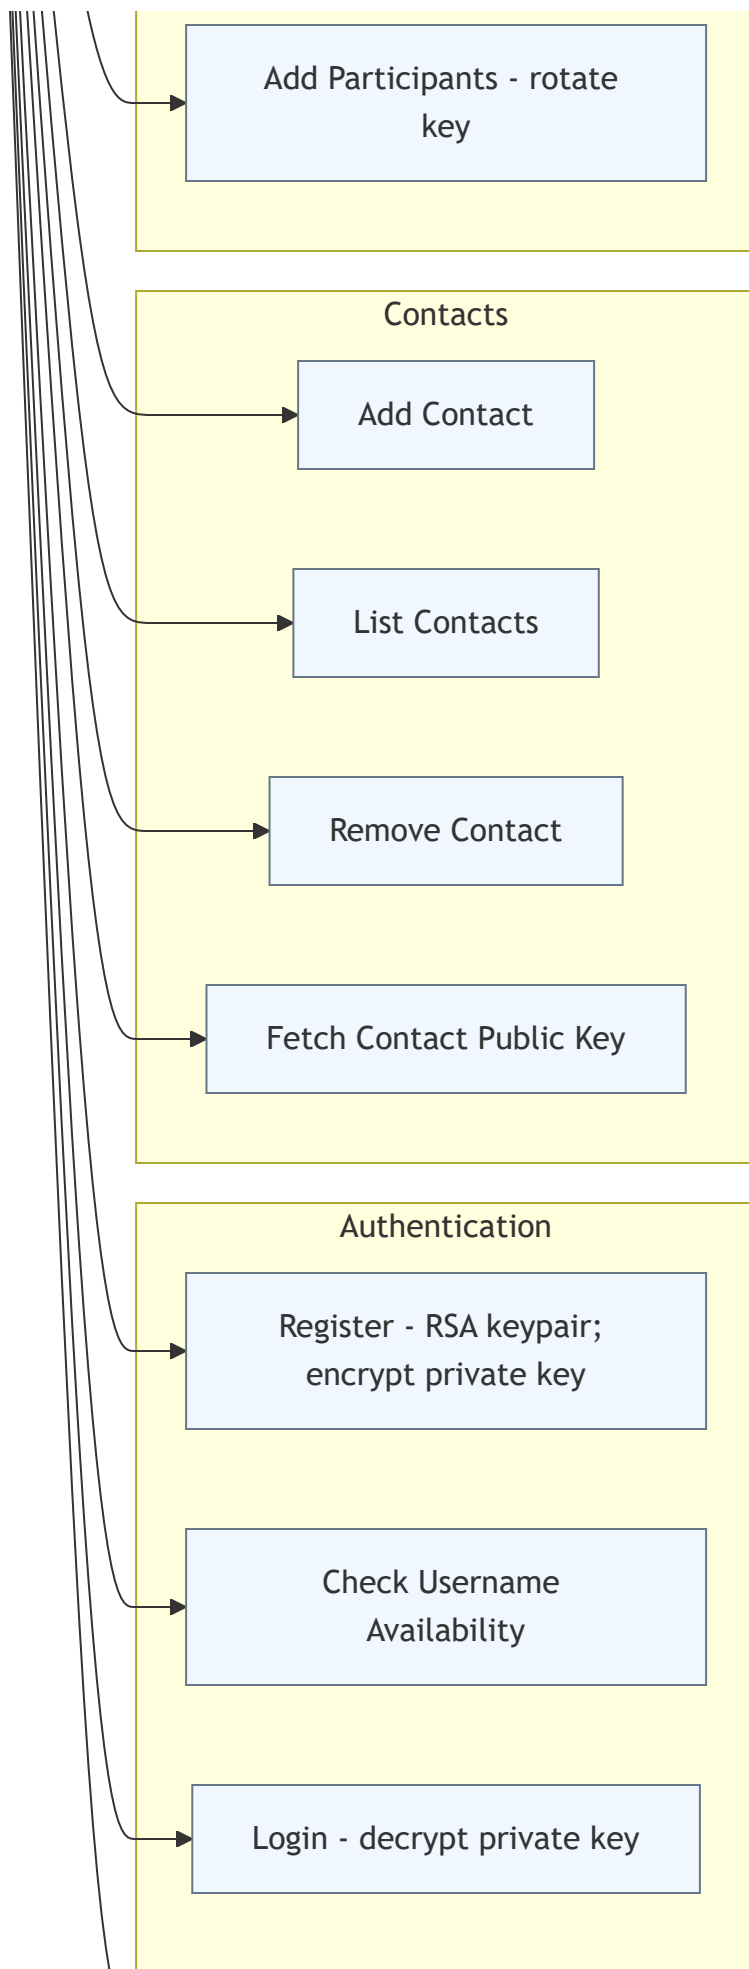 Add Participants - rotate
key
Contacts
Add Contact
List Contacts
Remove Contact
Fetch Contact Public Key
Authentication
Register - RSA keypair;
encrypt private key
Check Username
Availability
Login - decrypt private key